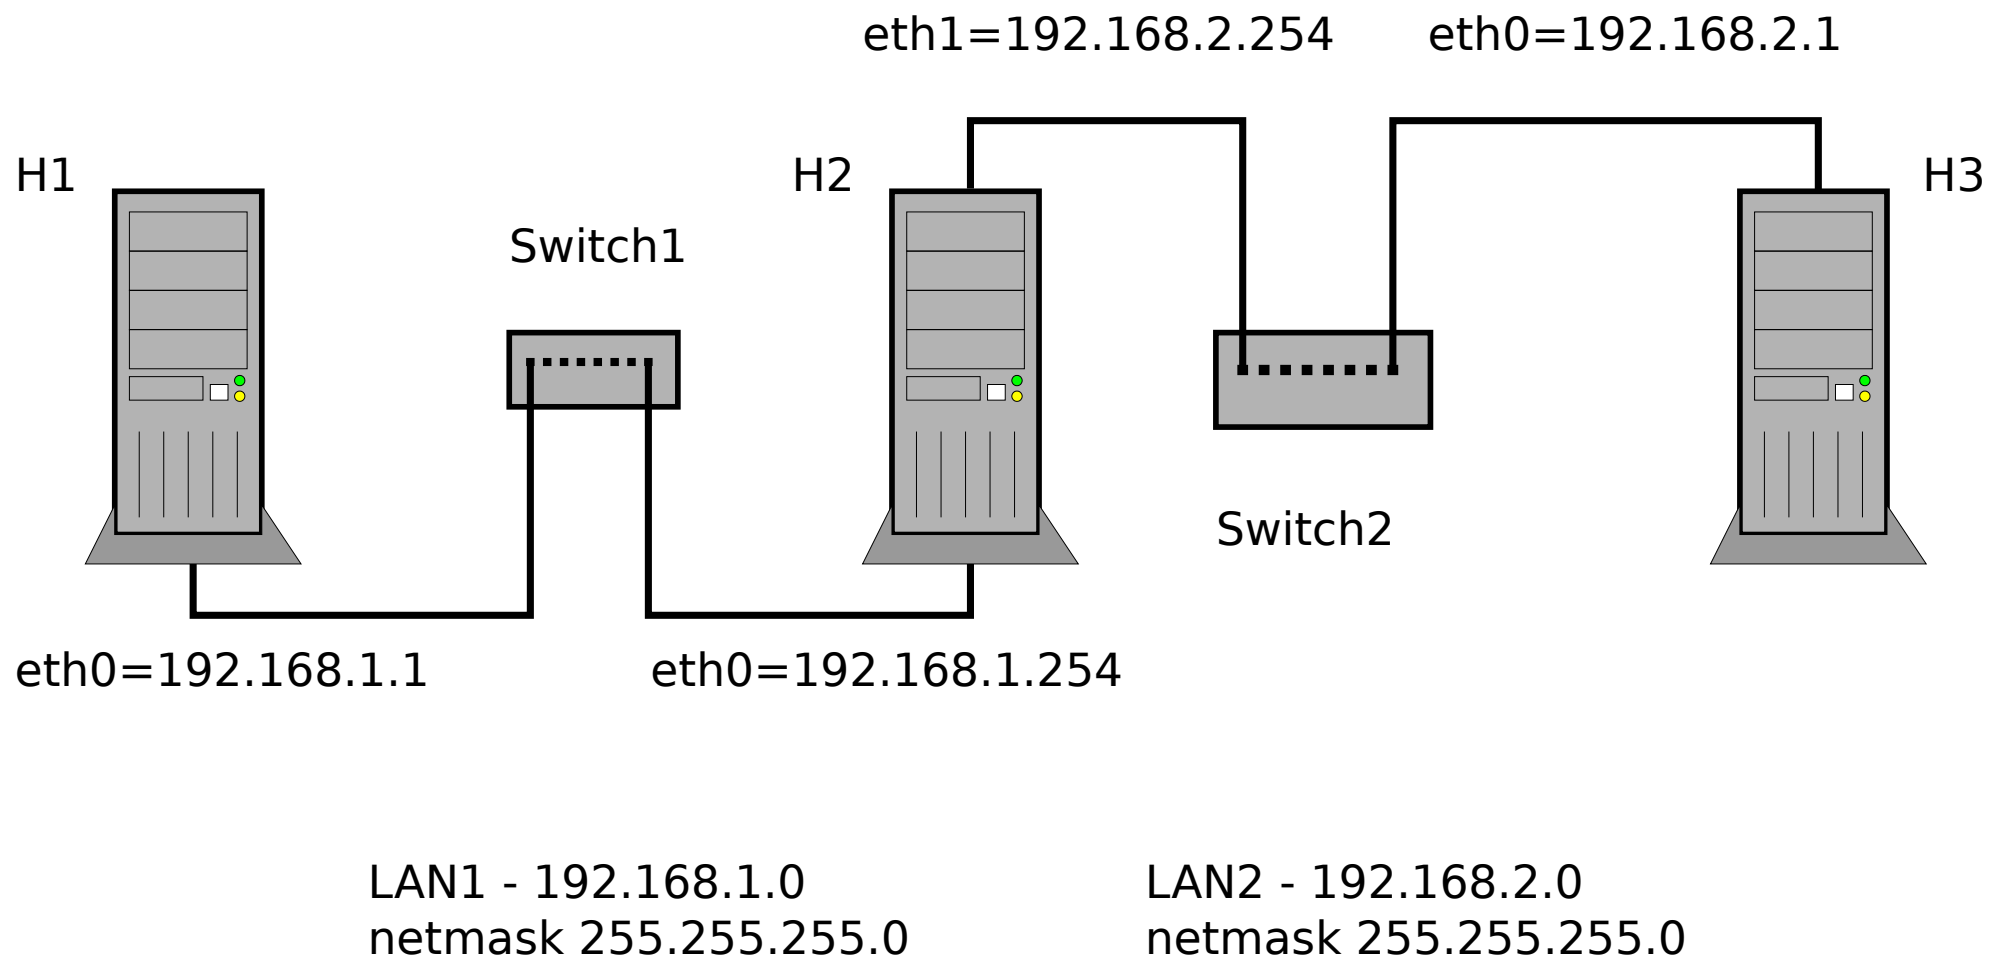 eth1=192.168.2.254
eth0=192.168.2.1
H1
H2
H3
Switch1
Switch2
eth0=192.168.1.1
eth0=192.168.1.254
LAN1 - 192.168.1.0
netmask 255.255.255.0
LAN2 - 192.168.2.0
netmask 255.255.255.0